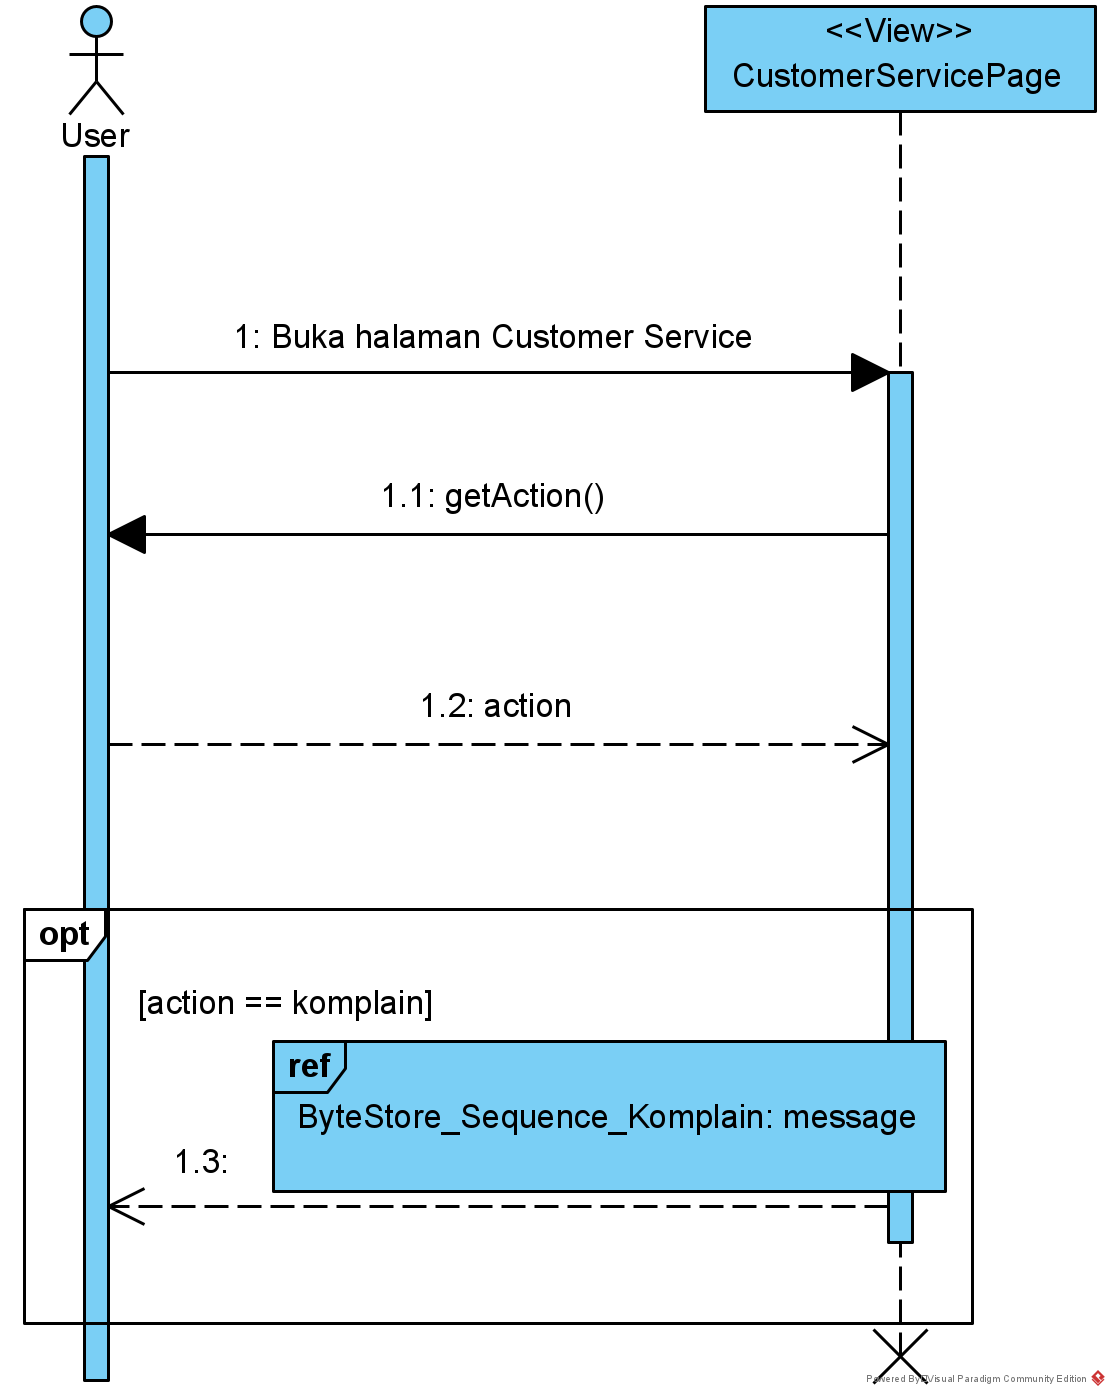 <<View>>
CustomerServicePage
User
1: Buka halaman Customer Service
1.1: getAction()
1.2: action
opt
[action == komplain]
ref
ByteStore_Sequence_Komplain: message
1.3:
Powered By Visual Paradigm Community Edition